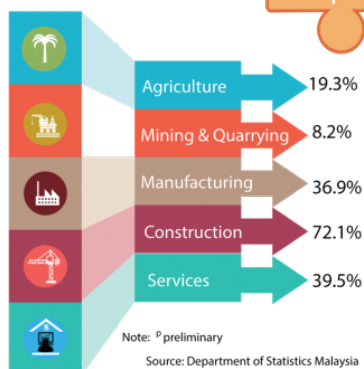 Agriculture 19.3%
Mining & Quarrying 8.2%
Manufacturing 36.9%
Construction 72.1%
Services 39.5%
Note: ᵖ preliminary
Source: Department of Statistics Malaysia